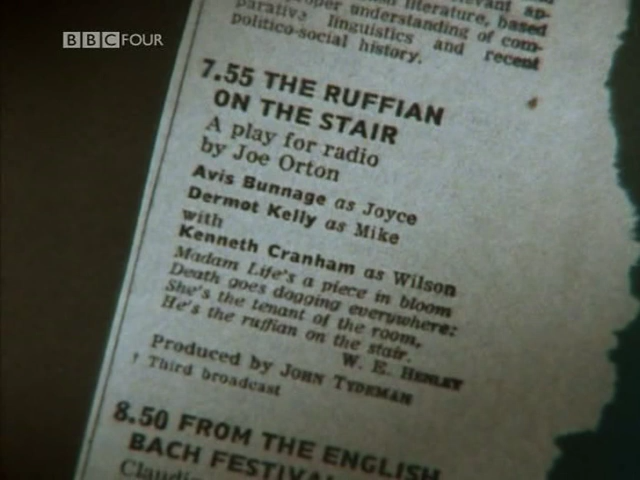 BBC FOUR
literature, based
proper understanding of com-
parative linguistics and recent
politico-social history.
7.55 THE RUFFIAN
ON THE STAIR
A play for radio
by Joe Orton
Avis Bunnage as Joyce
Dermot Kelly as Mike
with
Kenneth Cranham as Wilson
Madam Life's a piece in bloom
Death goes dogging everywhere:
She's the tenant of the room,
He's the ruffian on the stair.
W. E. HENLEY
Produced by JOHN TYDEMAN
† Third broadcast
8.50 FROM THE ENGLISH
BACH FESTIVAL